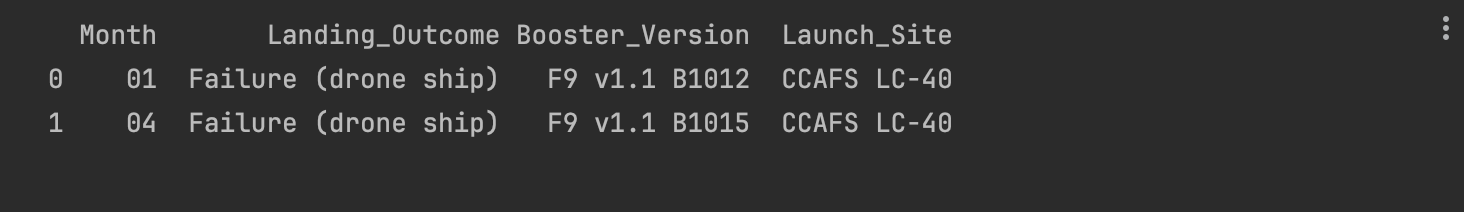 Month Landing_Outcome Booster_Version Launch_Site
0 01 Failure (drone ship) F9 v1.1 B1012 CCAFS LC-40
1 04 Failure (drone ship) F9 v1.1 B1015 CCAFS LC-40